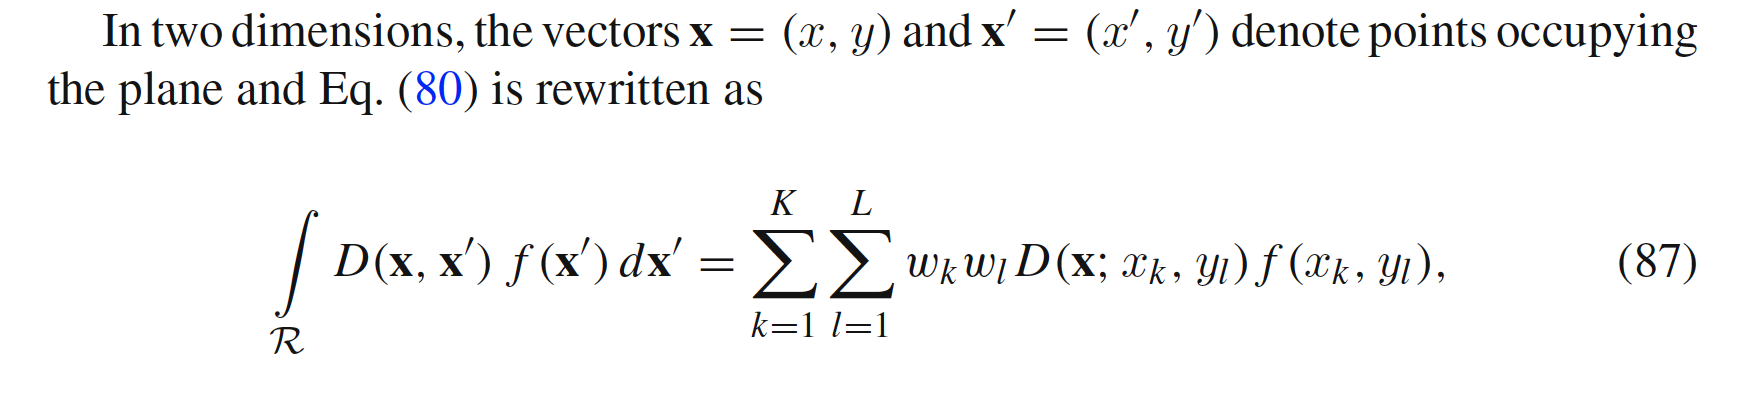 In two dimensions, the vectors x = (x, y) and x′ = (x′, y′) denote points occupying
the plane and Eq. (80) is rewritten as
∫_ℛ D(x, x′) f(x′) dx′ = ∑_{k=1}^{K} ∑_{l=1}^{L} w_k w_l D(x; x_k, y_l) f(x_k, y_l), (87)